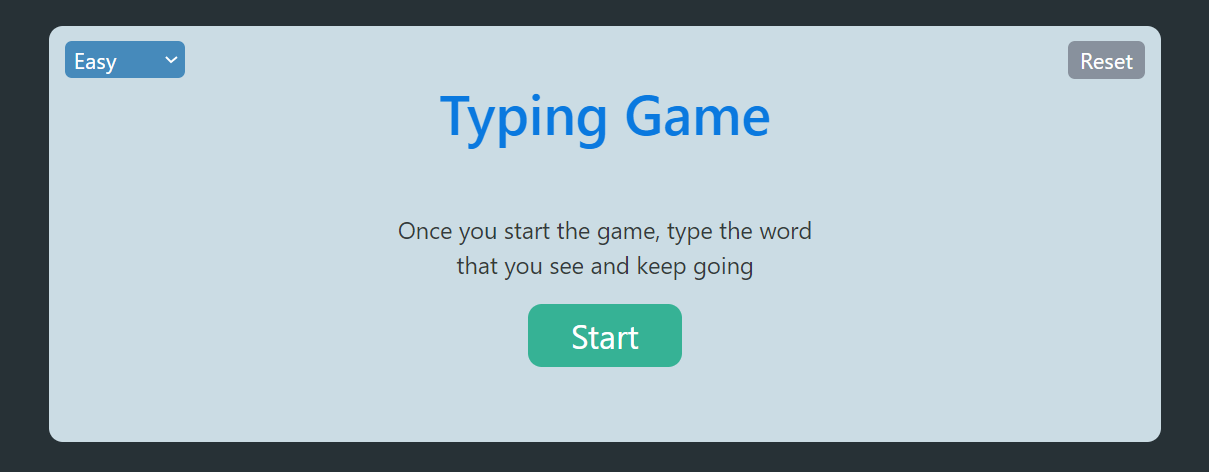 Easy
Reset
Typing Game
Once you start the game, type the word
that you see and keep going
Start